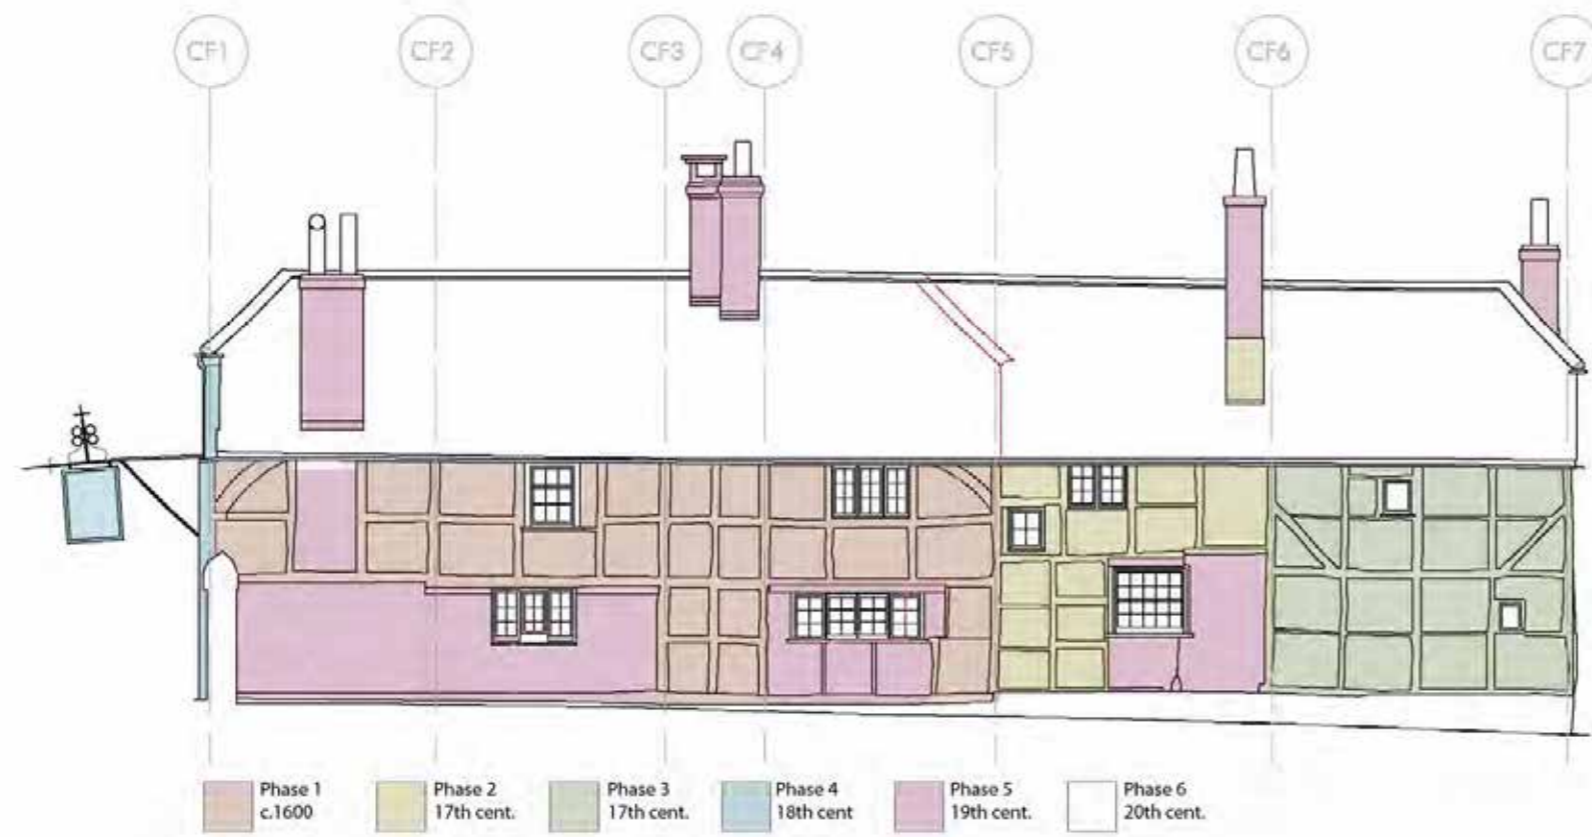 CF1 CF2 CF3 CF4 CF5 CF6 CF7
Phase 1 Phase 2 Phase 3 Phase 4 Phase 5 Phase 6
c.1600 17th cent. 17th cent. 18th cent 19th cent. 20th cent.